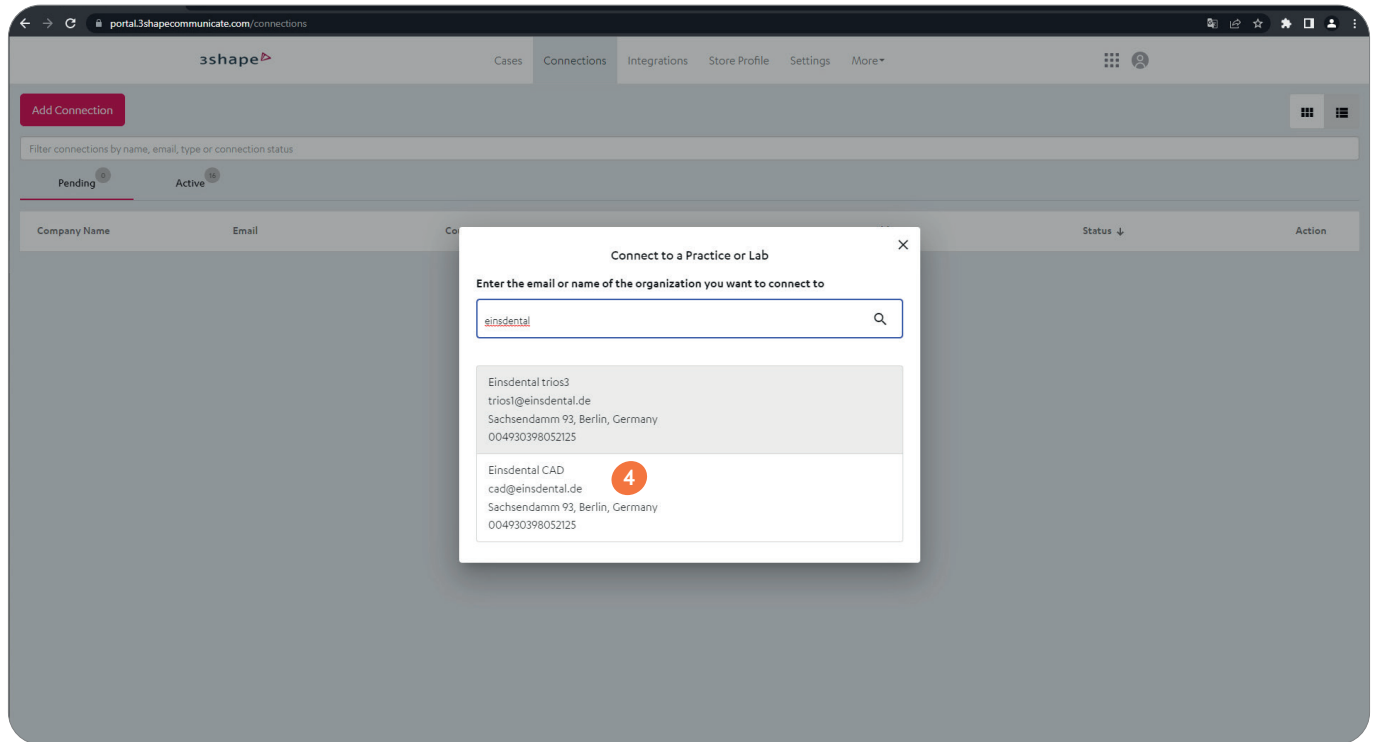 portal.3shapecommunicate.com/connections
3shape
Cases Connections Integrations Store Profile Settings More
Add Connection
Filter connections by name, email, type or connection status
Pending 0 Active 16
Company Name Email Co Status ↓ Action
Connect to a Practice or Lab
Enter the email or name of the organization you want to connect to
einsdental
Einsdental trios3
trios1@einsdental.de
Sachsendamm 93, Berlin, Germany
004930398052125
Einsdental CAD
4
cad@einsdental.de
Sachsendamm 93, Berlin, Germany
004930398052125